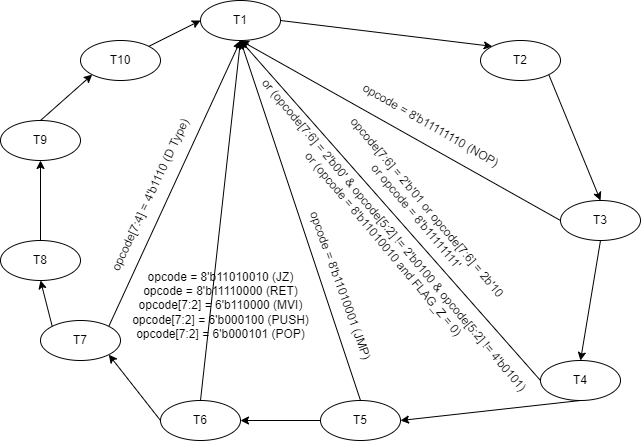 T1
T2
T10
opcode = 8'b11111110 (NOP)
T9
opcode[7:6] = 2'b'01 or opcode[7:6] = 2'b'10
or opcode = 8'b11111111'
or (opcode[7:6] = 2'b00' & opcode[5:2] != 2'b0100 & opcode[5:2] != 4'b0101)
or (opcode = 8'b11010010 and FLAG_Z = 0)
opcode[7:4] = 4'b1110 (D Type)
T3
T8
opcode = 8'b11010010 (JZ)
opcode = 8'b11110000 (RET)
opcode[7:2] = 6'b110000 (MVI)
opcode[7:2] = 6'b000100 (PUSH)
opcode[7:2] = 6'b000101 (POP)
opcode = 8'b11010001 (JMP)
T7
T4
T6
T5